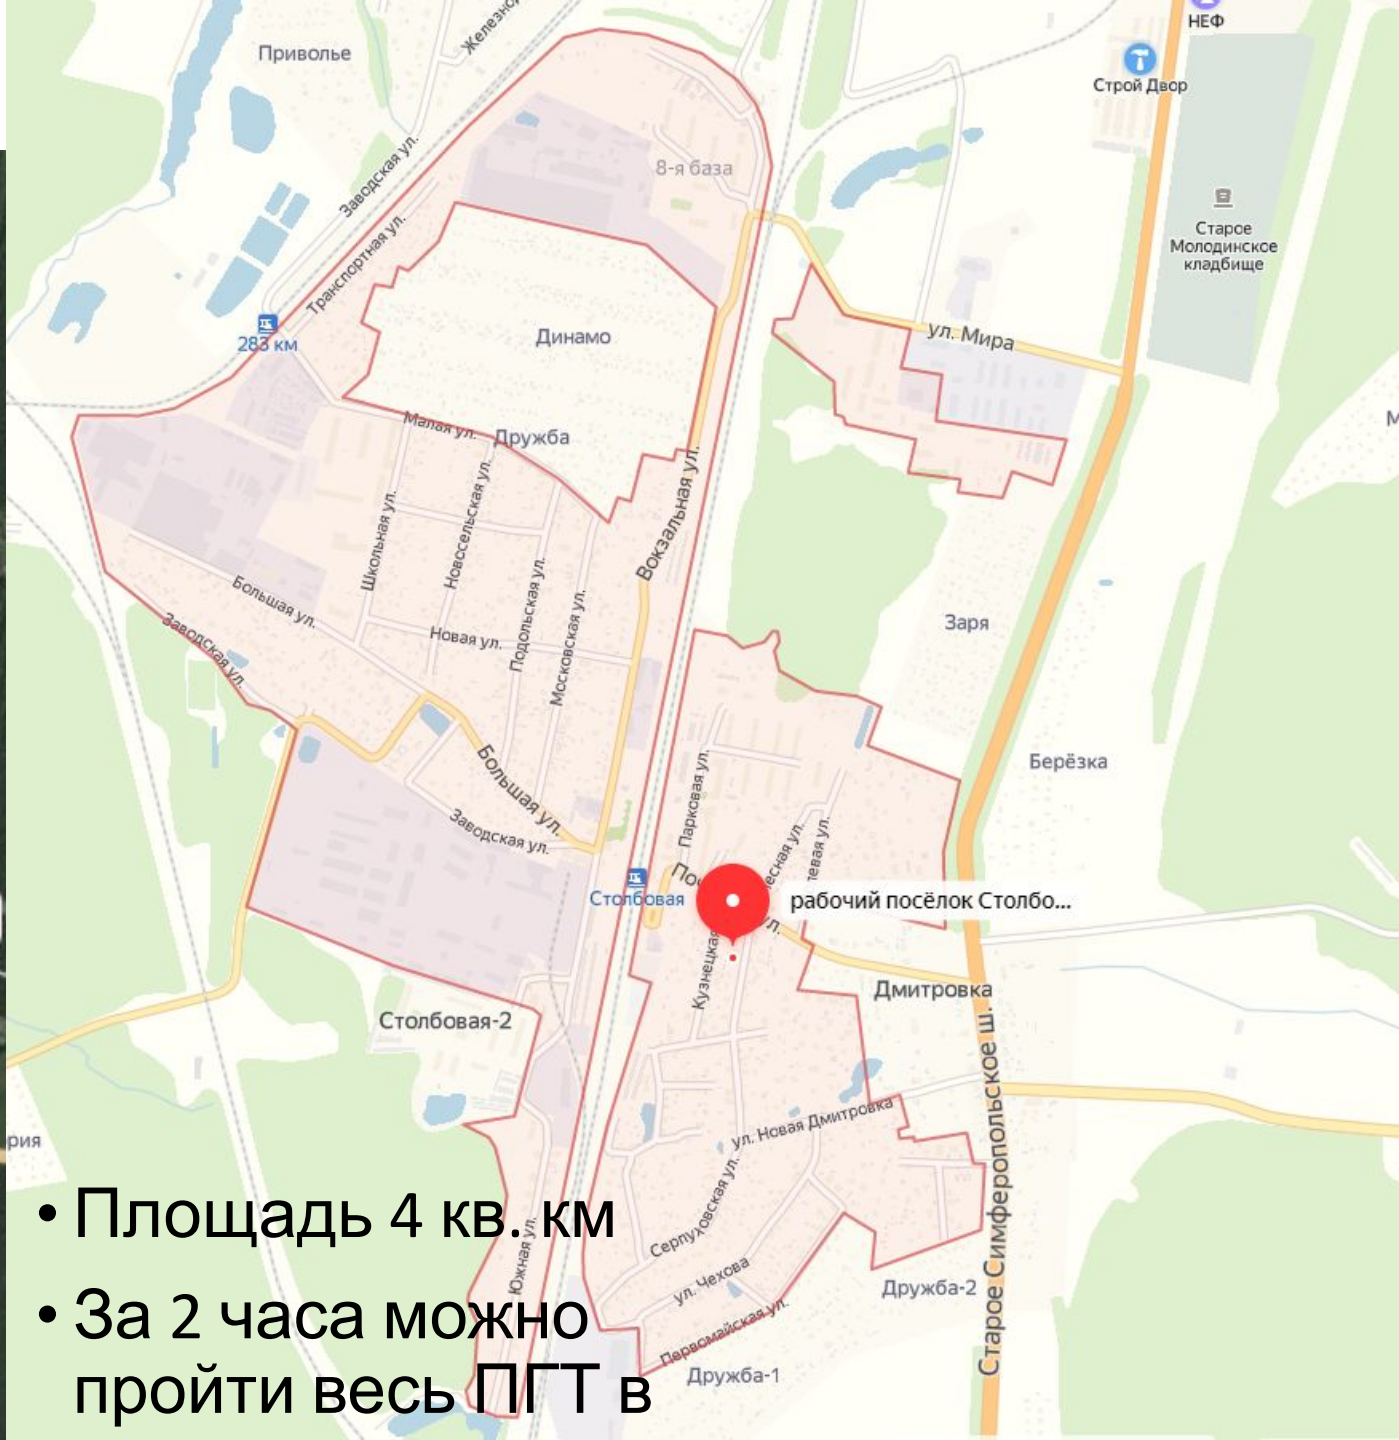 НЕФ
Приволье
Строй Двор
Заводская ул.
8-я база
Старое
Молодинское
кладбище
Транспортная ул.
283 км
Динамо
ул. Мира
Малая ул.
Дружба
Вокзальная ул.
Школьная ул.
Новосельская ул.
Подольская ул.
Московская ул.
Большая ул.
Заводская ул.
Новая ул.
Заря
Берёзка
Большая ул.
Заводская ул.
Парковая ул.
Столбовая
рабочий посёлок Столбо...
ул.
Кузнецкая
Дмитровка
Столбовая-2
Старое Симферопольское ш.
ул. Новая Дмитровка
Серпуховская ул.
ул. Чехова
Первомайская ул.
Южная ул.
Дружба-2
Дружба-1
• Площадь 4 кв. км
• За 2 часа можно
пройти весь ПГТ в